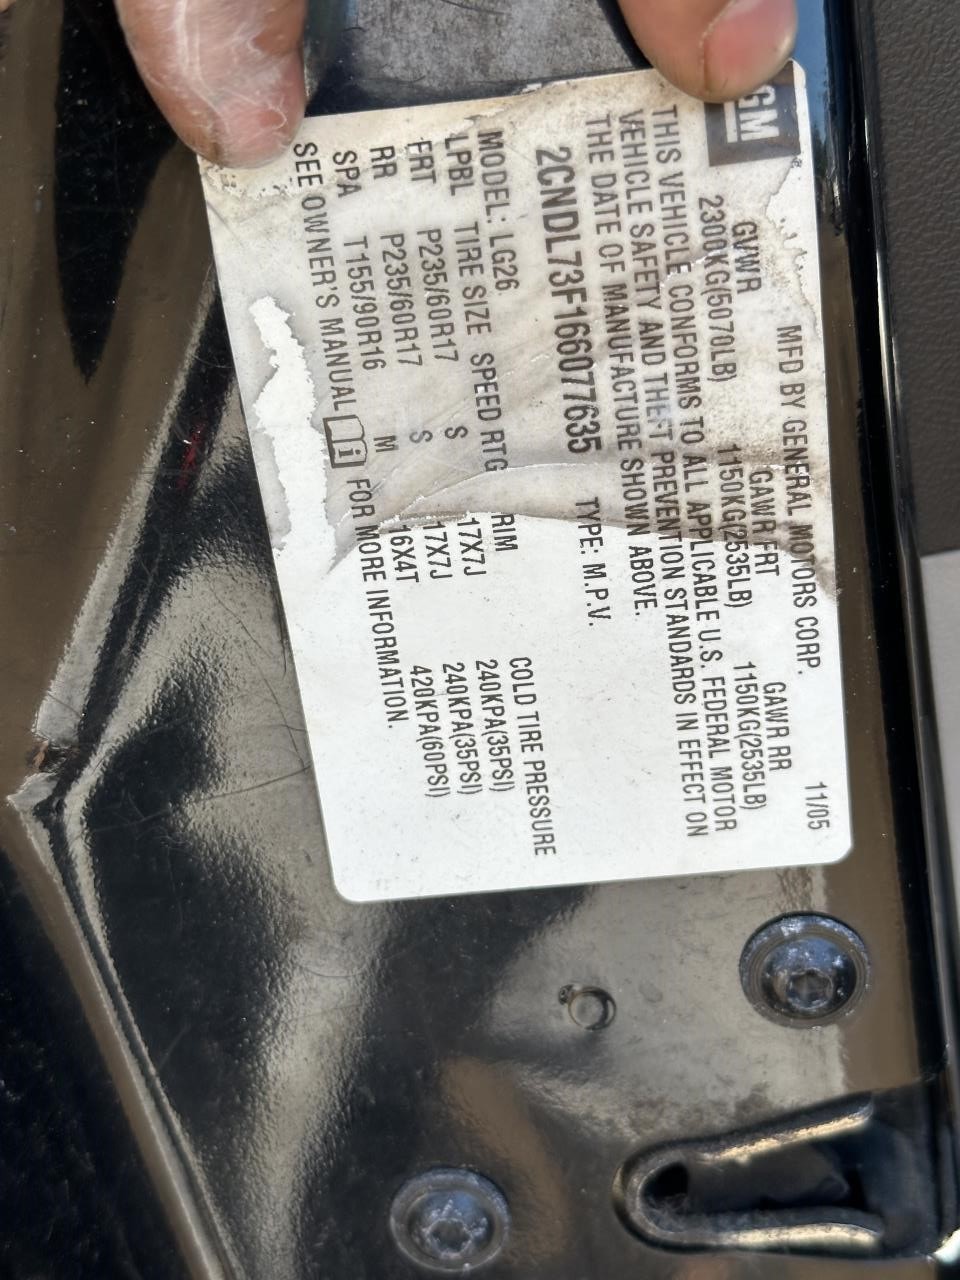 GM
MFD BY GENERAL MOTORS CORP. 11/05
GVWR GAWR FRT GAWR RR
2300KG(5070LB) 1150KG(2535LB) 1150KG(2535LB)
THIS VEHICLE CONFORMS TO ALL APPLICABLE U.S. FEDERAL MOTOR
VEHICLE SAFETY AND THEFT PREVENTION STANDARDS IN EFFECT ON
THE DATE OF MANUFACTURE SHOWN ABOVE.
2CNDL73F166077635 TYPE: M.P.V.
MODEL: LG26
LPBL TIRE SIZE SPEED RTG RIM COLD TIRE PRESSURE
FRT P235/60R17 S 17X7J 240KPA(35PSI)
RR P235/60R17 S 17X7J 240KPA(35PSI)
SPA T155/90R16 M 16X4T 420KPA(60PSI)
SEE OWNER'S MANUAL i FOR MORE INFORMATION.